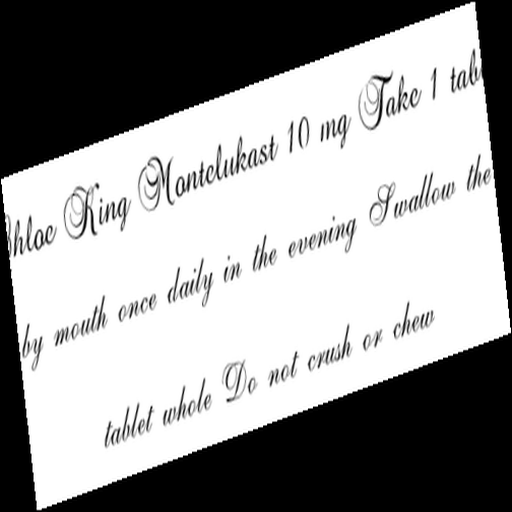 Chloe King Montelukast 10 mg Take 1 tab
by mouth once daily in the evening Swallow the
tablet whole Do not crush or chew